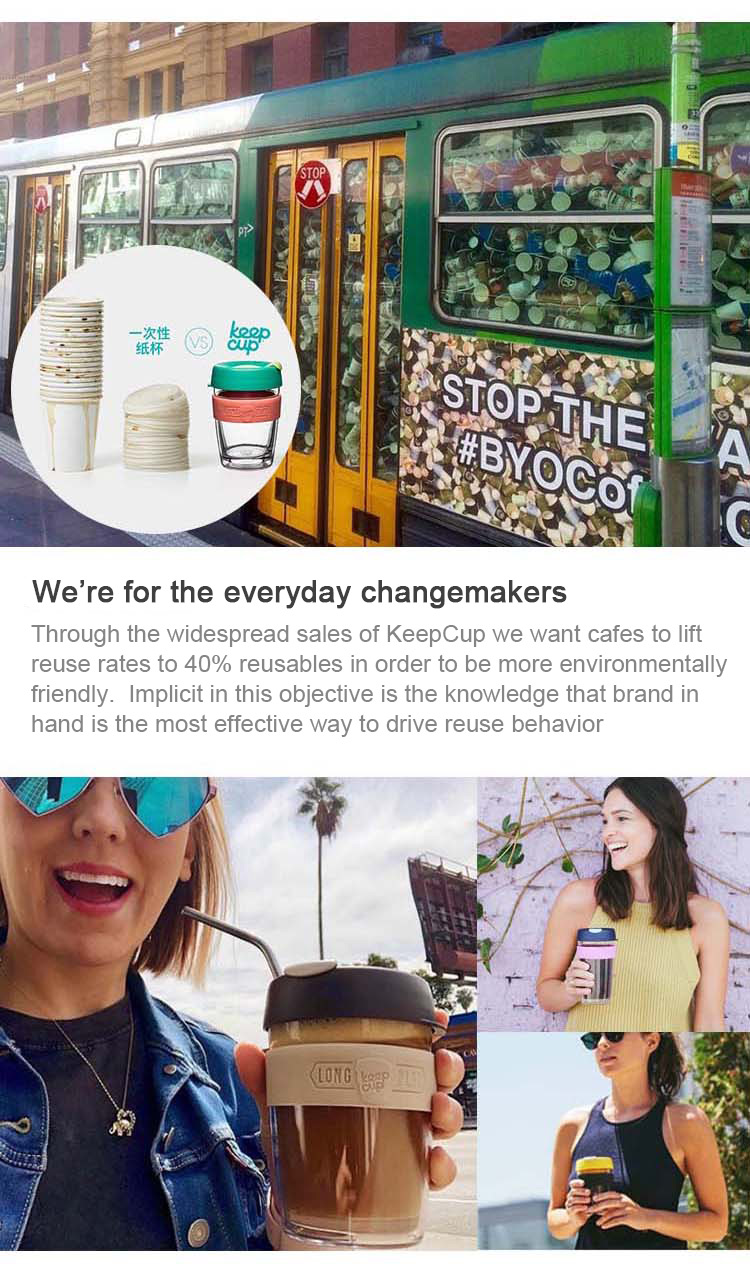 STOP
PT>
一次性
纸杯
VS
keep
cup
STOP THE
#BYOCof
We're for the everyday changemakers
Through the widespread sales of KeepCup we want cafes to lift
reuse rates to 40% reusables in order to be more environmentally
friendly.  Implicit in this objective is the knowledge that brand in
hand is the most effective way to drive reuse behavior
LONG keep cup